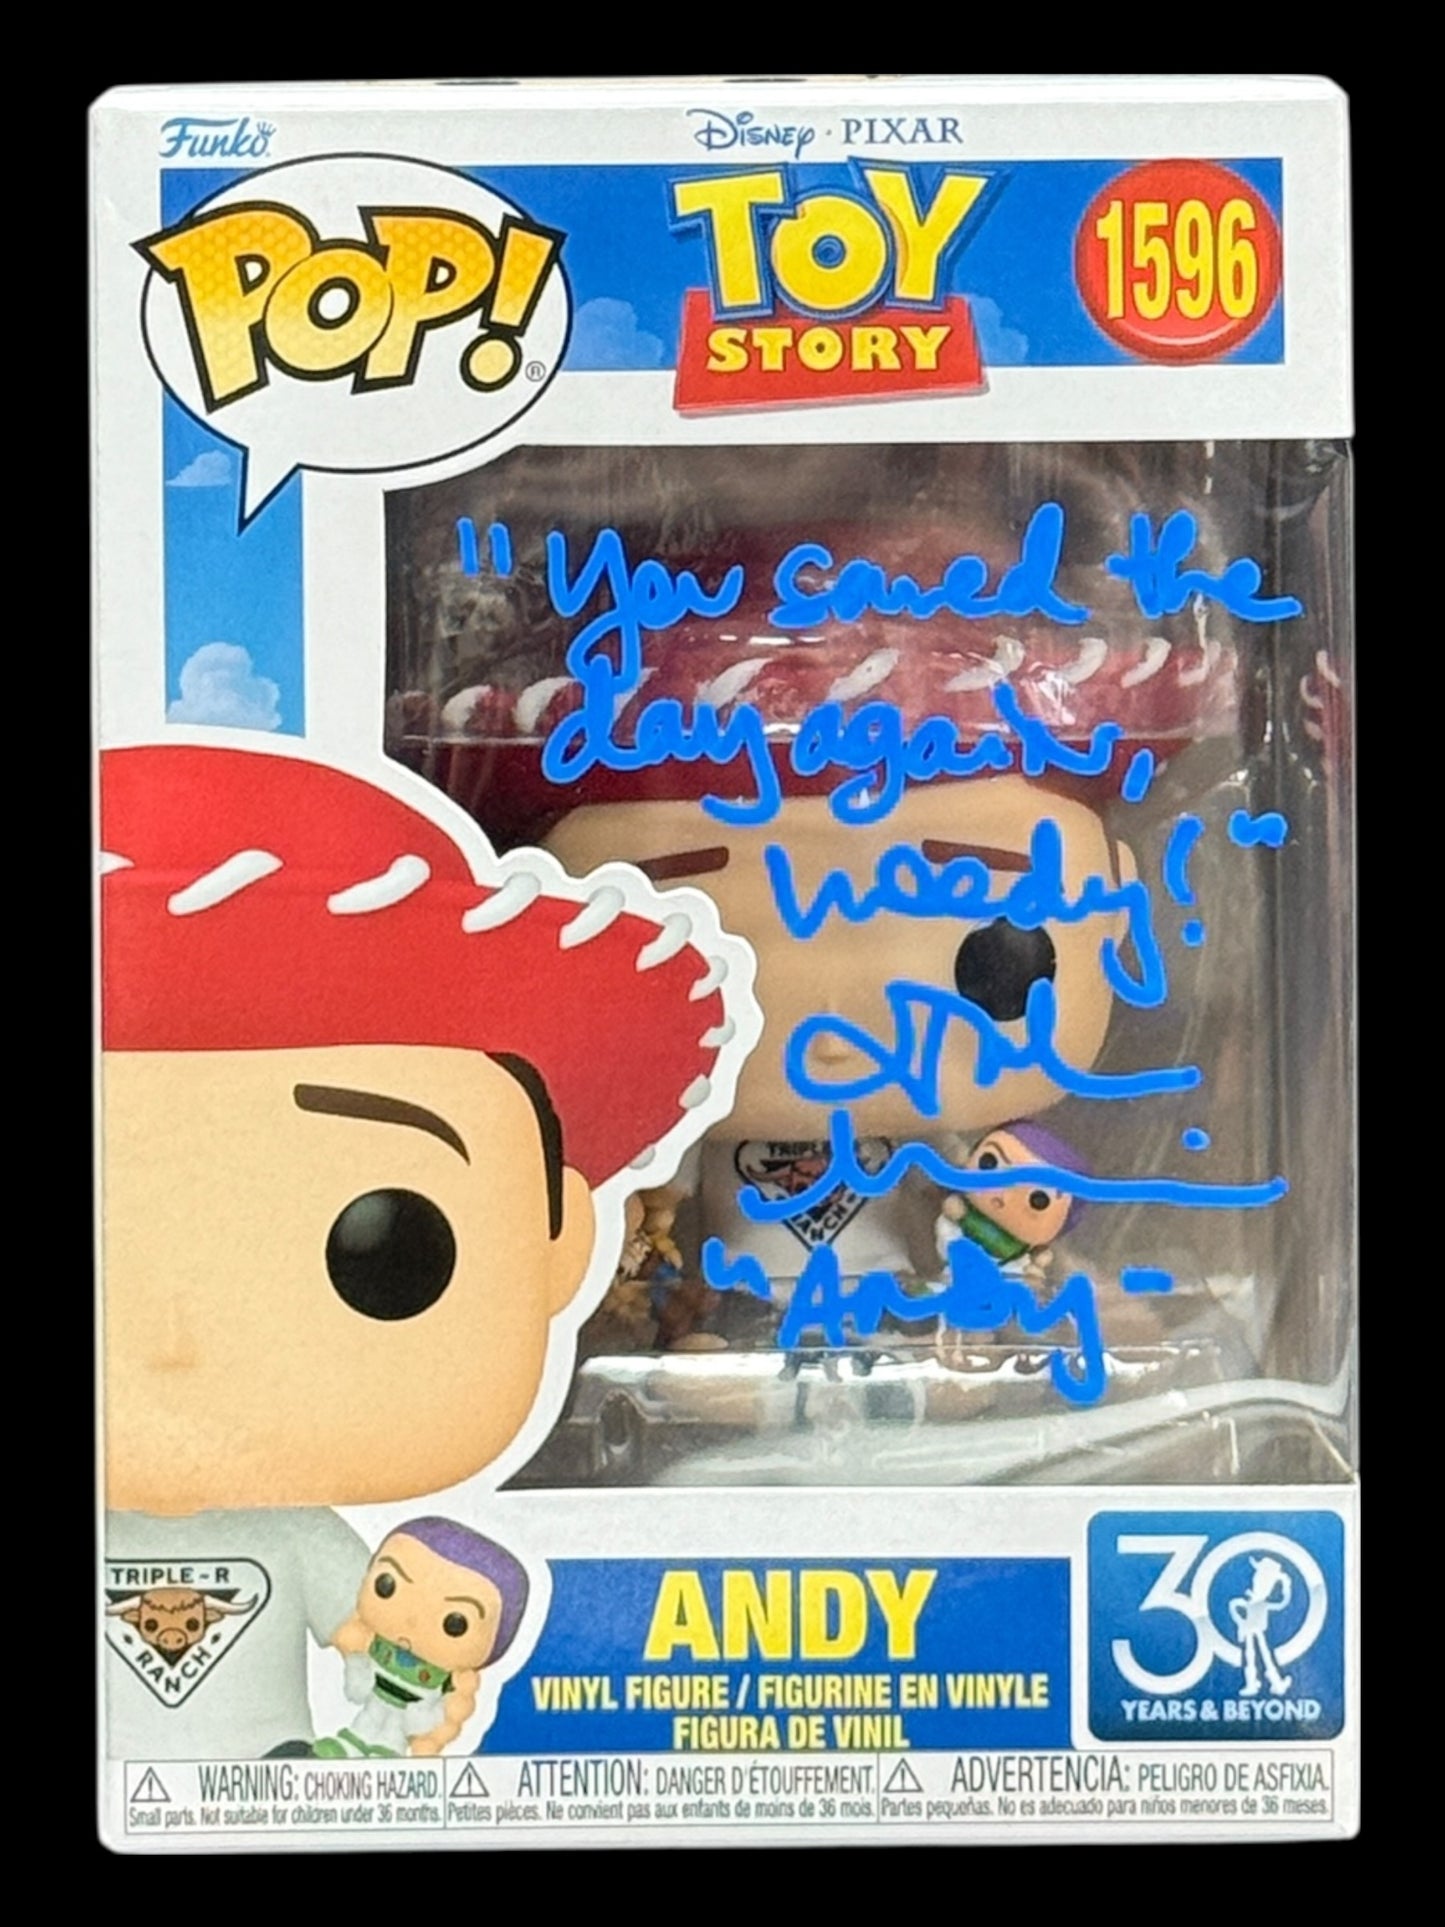 Funko
Disney · PIXAR
POP!®
TOY
STORY
1596
"You saved the
day again,
Woody!"
"Andy"
TRIPLE-R
RANCH
TRIPLE-R
RANCH
ANDY
VINYL FIGURE / FIGURINE EN VINYLE
FIGURA DE VINIL
30
YEARS & BEYOND
WARNING: CHOKING HAZARD.
Small parts. Not suitable for children under 36 months.
ATTENTION: DANGER D'ÉTOUFFEMENT.
Petites pièces. Ne convient pas aux enfants de moins de 36 mois.
ADVERTENCIA: PELIGRO DE ASFIXIA.
Partes pequeñas. No es adecuado para niños menores de 36 meses.